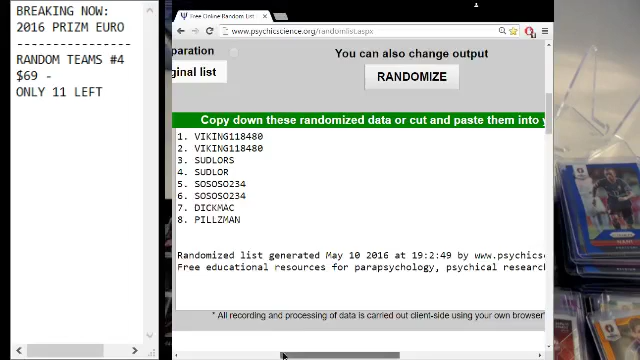 BREAKING NOW:
2016 PRIZM EURO
---------------
RANDOM TEAMS #4
$69 -
ONLY 11 LEFT
Free Online Random List
www.psychicscience.org/randomlist.aspx
paration
You can also change output
ginal list
RANDOMIZE
Copy down these randomized data or cut and paste them into y
1. VIKING118480
2. VIKING118480
3. SUDLORS
4. SUDLOR
5. SOSOSO234
6. SOSOSO234
7. DICKMAC
8. PILLZMAN
Randomized list generated May 10 2016 at 19:2:49 by www.psychics
Free educational resources for parapsychology, psychical research
* All recording and processing of data is carried out client-side using your own browser'
NANI